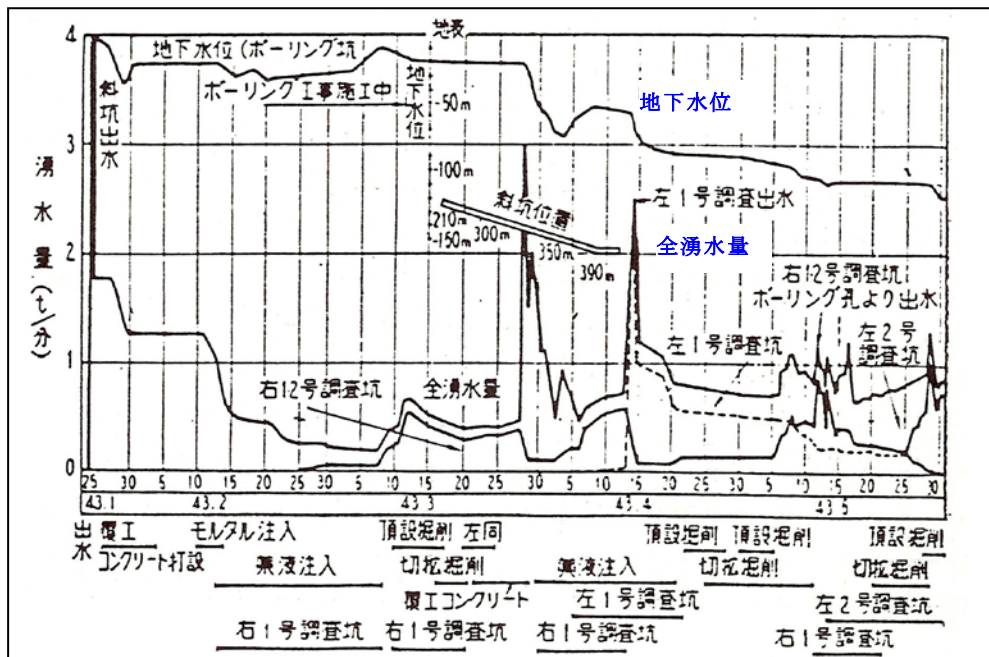 地表
4
3
2
1
0
湧水量(t/分)
斜坑出水
地下水位(ボーリング坑
ボーリング工事施工中
地下水位
-50m
-100m
-150m
地下水位
斜坑位置
210m
300m
350m
390m
左1号調査出水
全湧水量
右12号調査坑
ボーリング孔より出水
左1号調査坑
左2号
調査坑
右12号調査坑
全湧水量
25 30 5 10 15 20 25 30 5 10 15 20 25 30 5 10 15 20 25 30 5 10 15 20 25 30
43.1 43.2 43.3 43.4 43.5
出水
覆工
コンクリート打設
モルタル注入
頂設掘削
左同
頂設掘削
頂設掘削
頂設掘削
薬液注入
切拡掘削
薬液注入
切拡掘削
切拡掘削
覆工コンクリート
左1号調査坑
左2号調査坑
右1号調査坑
右1号調査坑
右1号調査坑
右1号調査坑